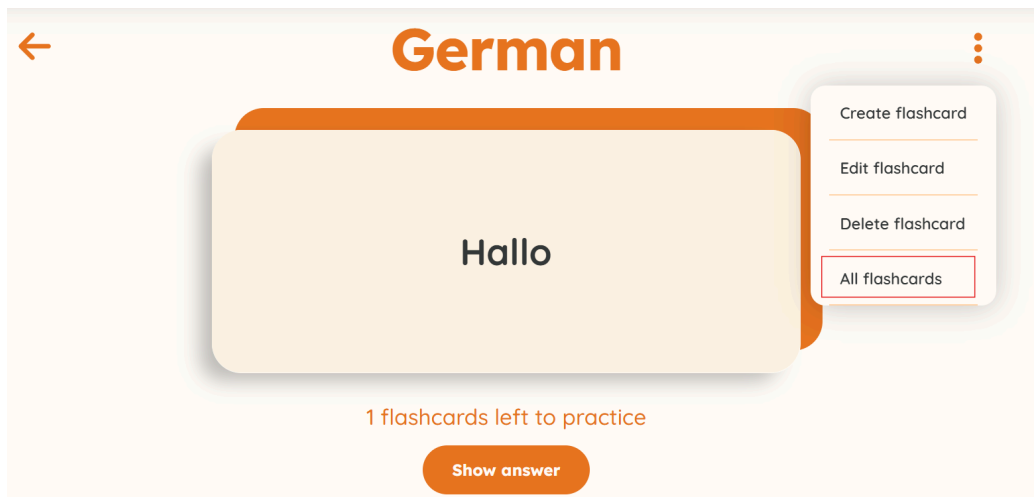 German
Create flashcard
Edit flashcard
Delete flashcard
All flashcards
Hallo
1 flashcards left to practice
Show answer